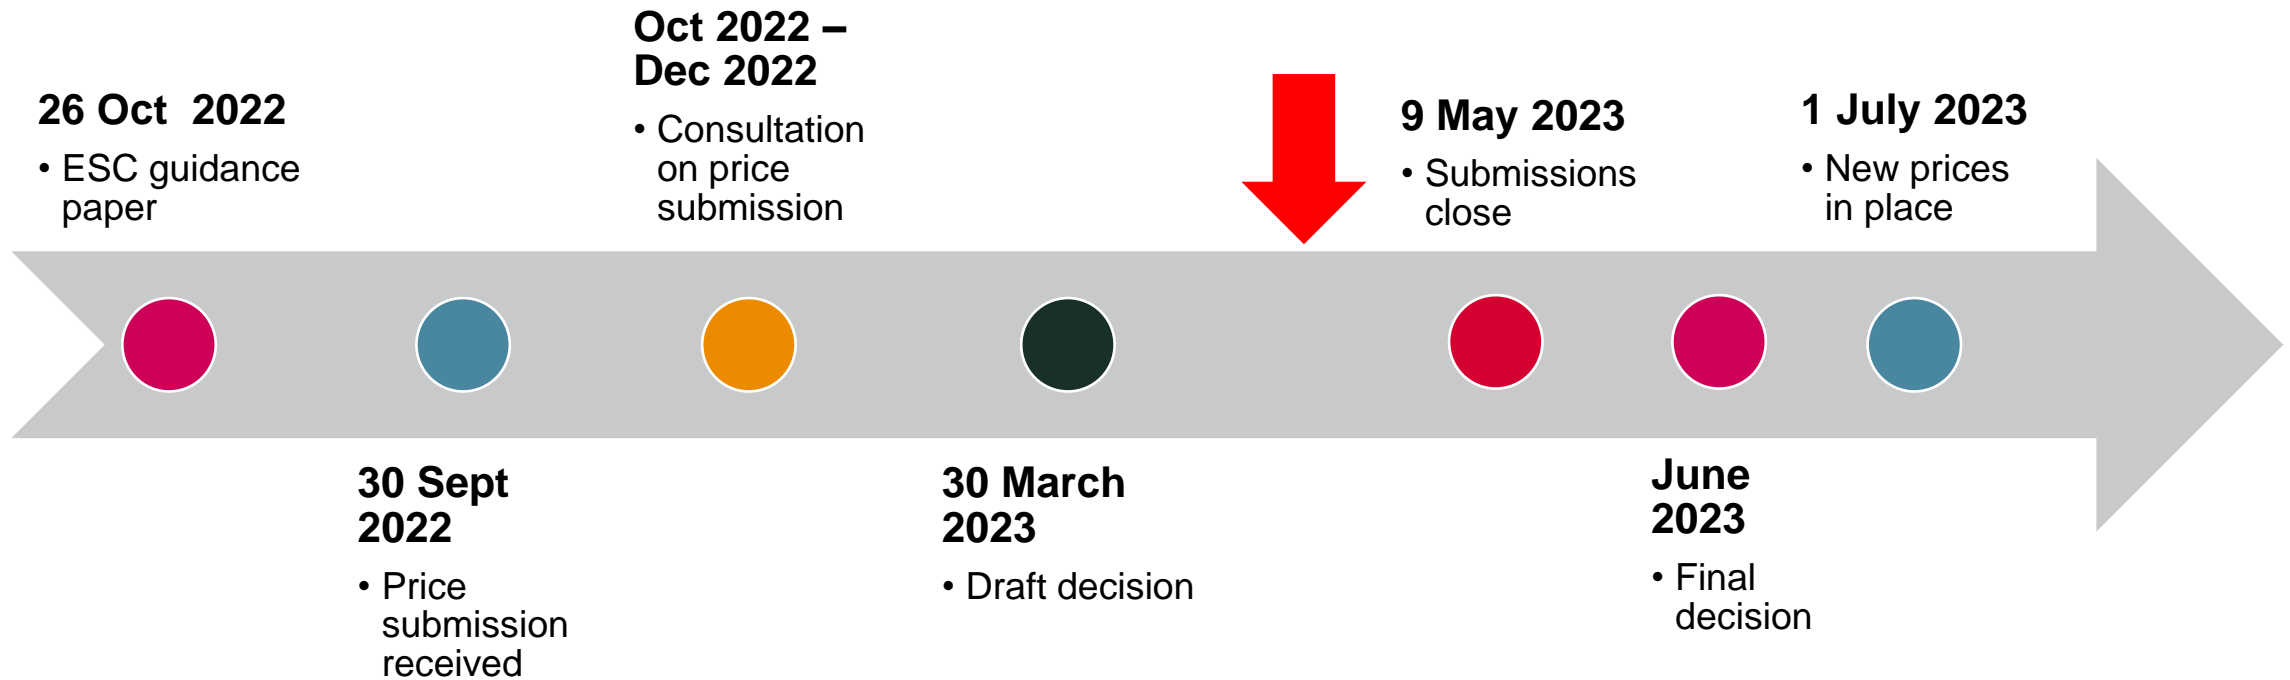 26 Oct  2022
• ESC guidance
paper
30 Sept
2022
• Price
submission
received
Oct 2022 –
Dec 2022
• Consultation
on price
submission
30 March
2023
• Draft decision
9 May 2023
• Submissions
close
June
2023
• Final
decision
1 July 2023
• New prices
in place